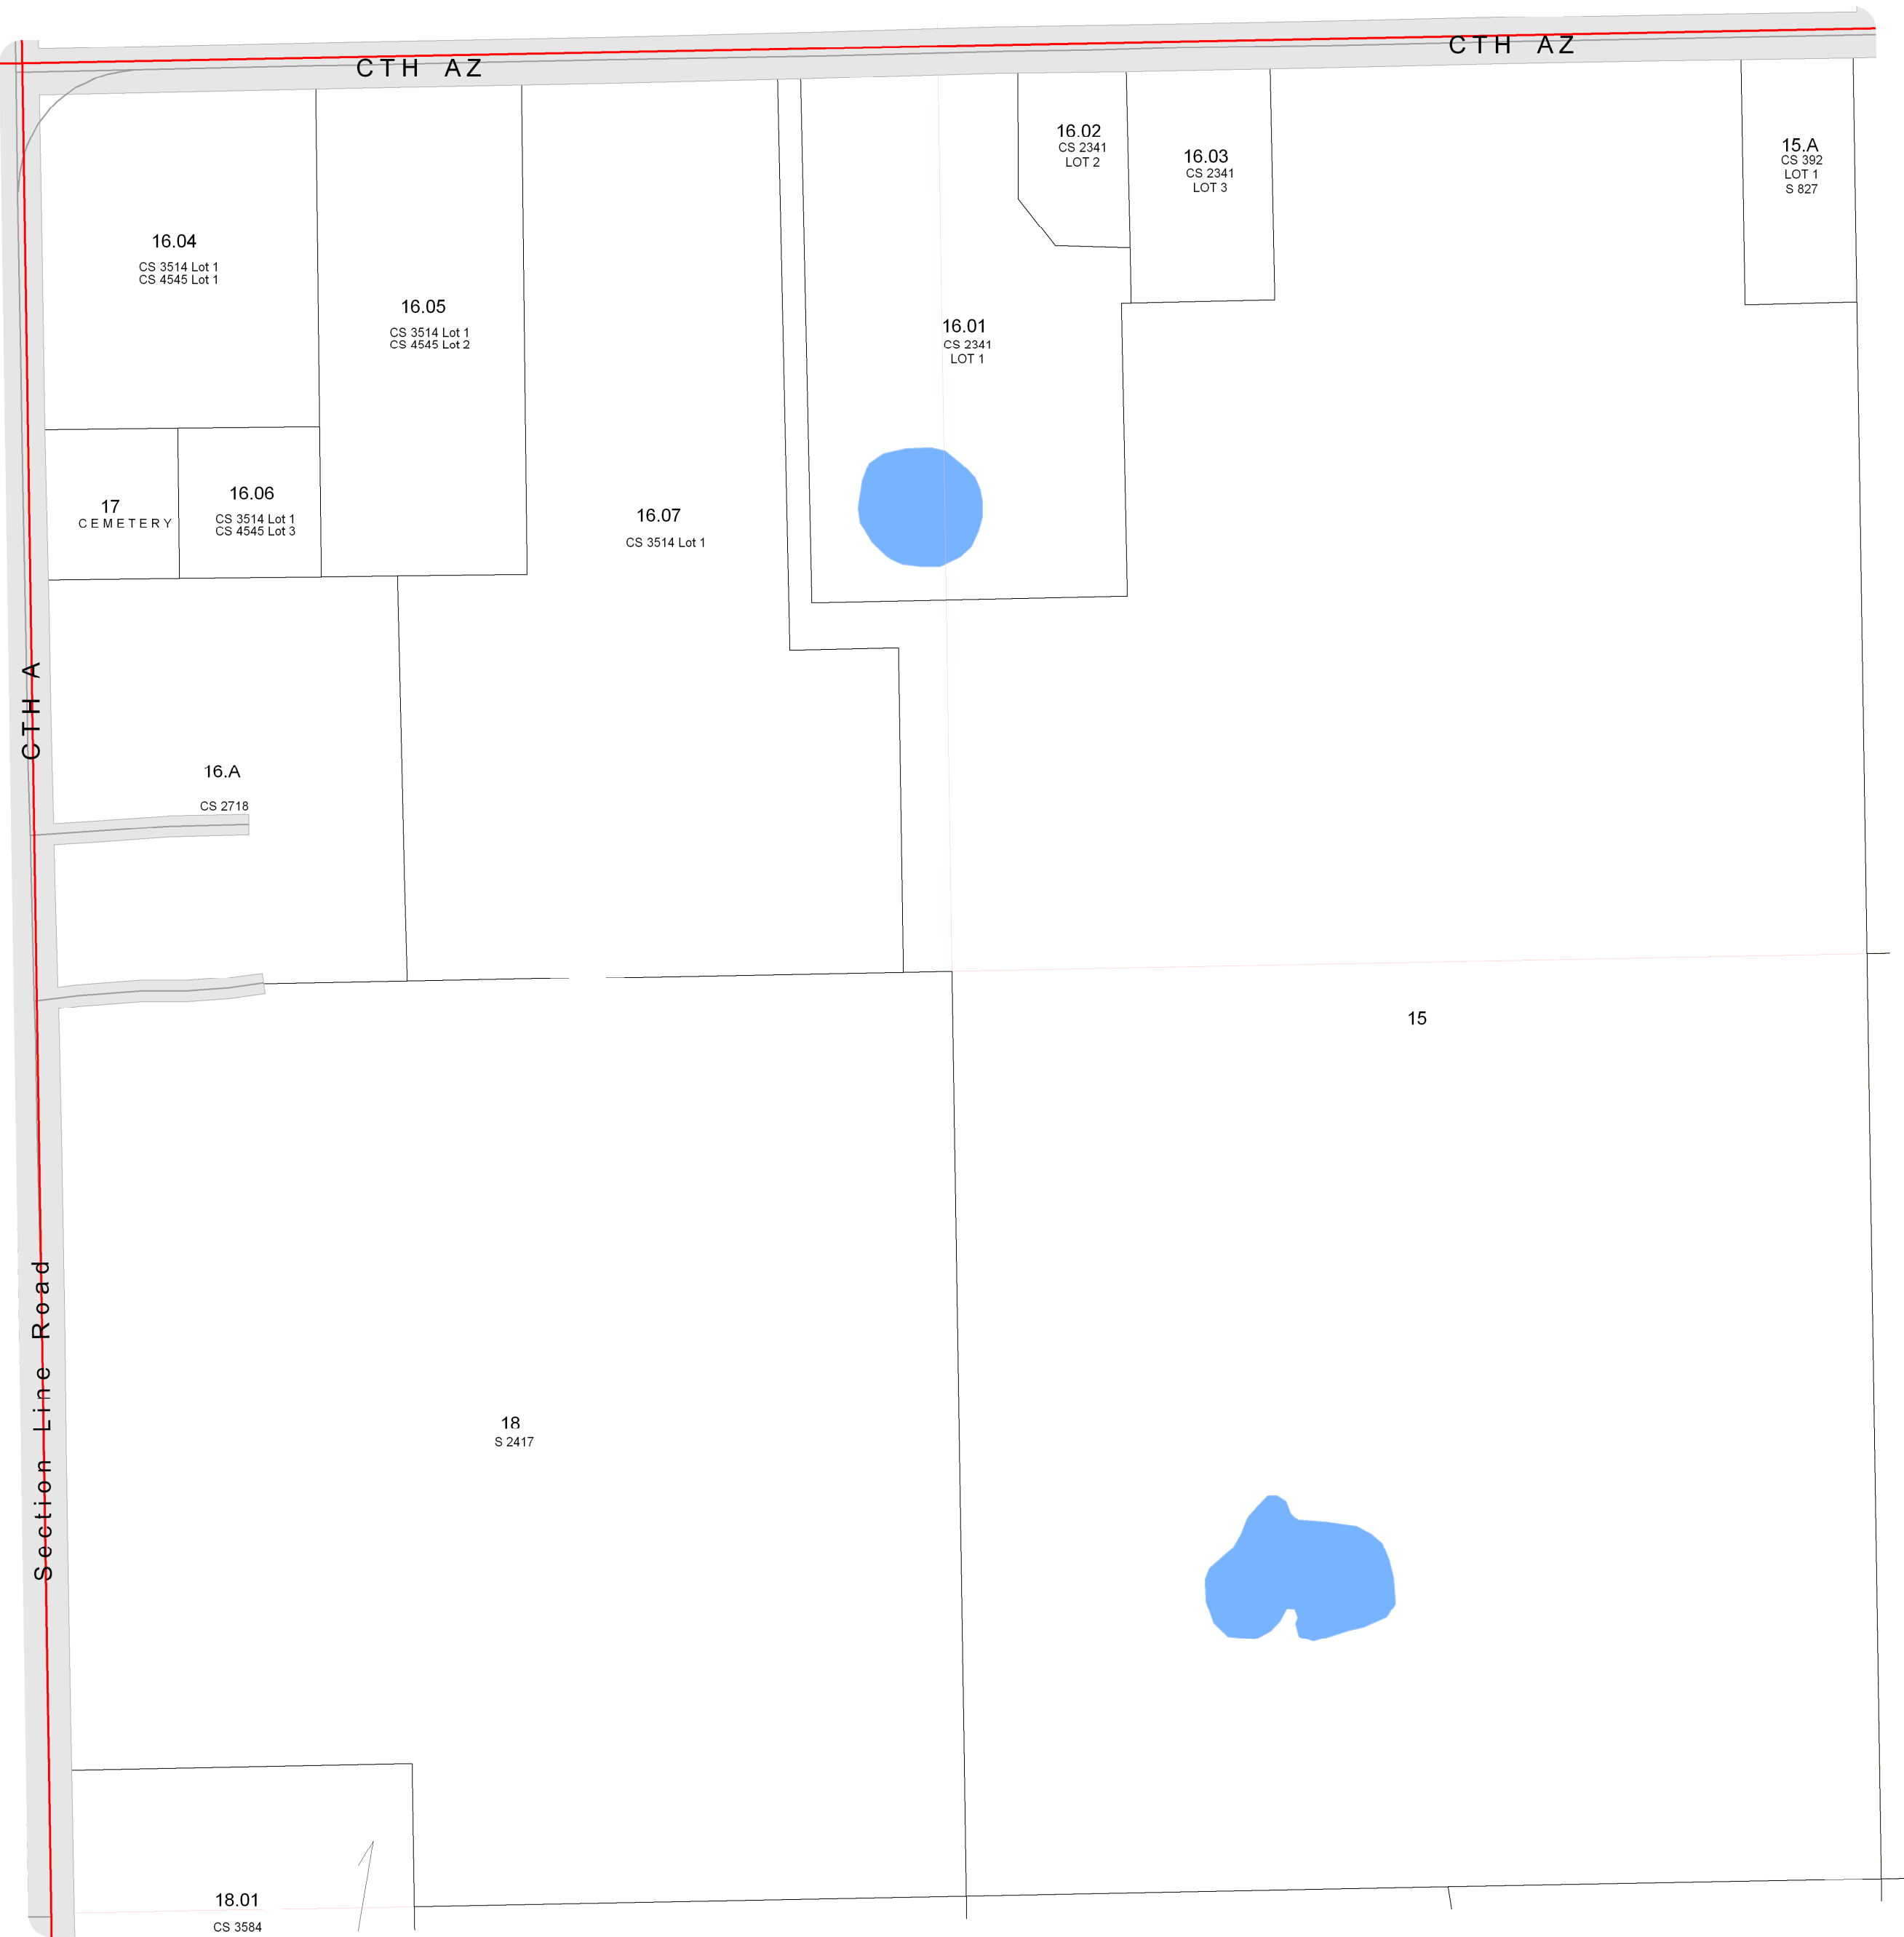 CTH AZ
CTH AZ
16.02
CS 2341
LOT 2
16.03
CS 2341
LOT 3
15.A
CS 392
LOT 1
S 827
16.04
CS 3514 Lot 1
CS 4545 Lot 1
16.05
CS 3514 Lot 1
CS 4545 Lot 2
16.01
CS 2341
LOT 1
17
CEMETERY
16.06
CS 3514 Lot 1
CS 4545 Lot 3
16.07
CS 3514 Lot 1
CTH A
16.A
CS 2718
15
Section Line Road
18
S 2417
18.01
CS 3584